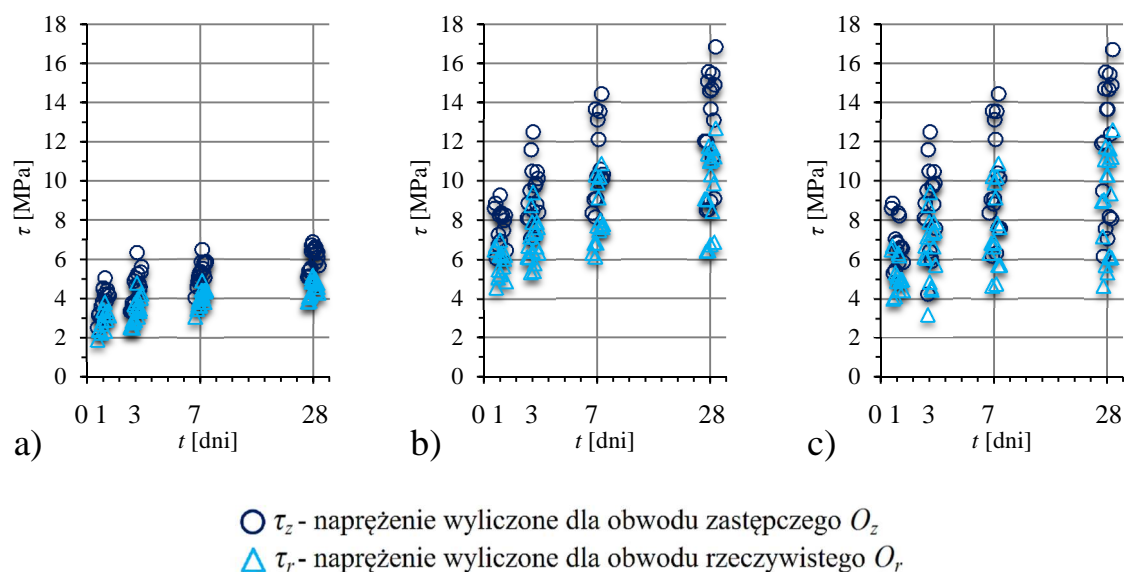 18 18 18
16 16 16
14 14 14
12 12 12
10 10 10
8 8 8
6 6 6
4 4 4
2 2 2
0 0 0
τ [MPa] τ [MPa] τ [MPa]
0 1 3 7 28 0 1 3 7 28 0 1 3 7 28
a) t [dni] b) t [dni] c) t [dni]
τz - naprężenie wyliczone dla obwodu zastępczego Oz
τr - naprężenie wyliczone dla obwodu rzeczywistego Or